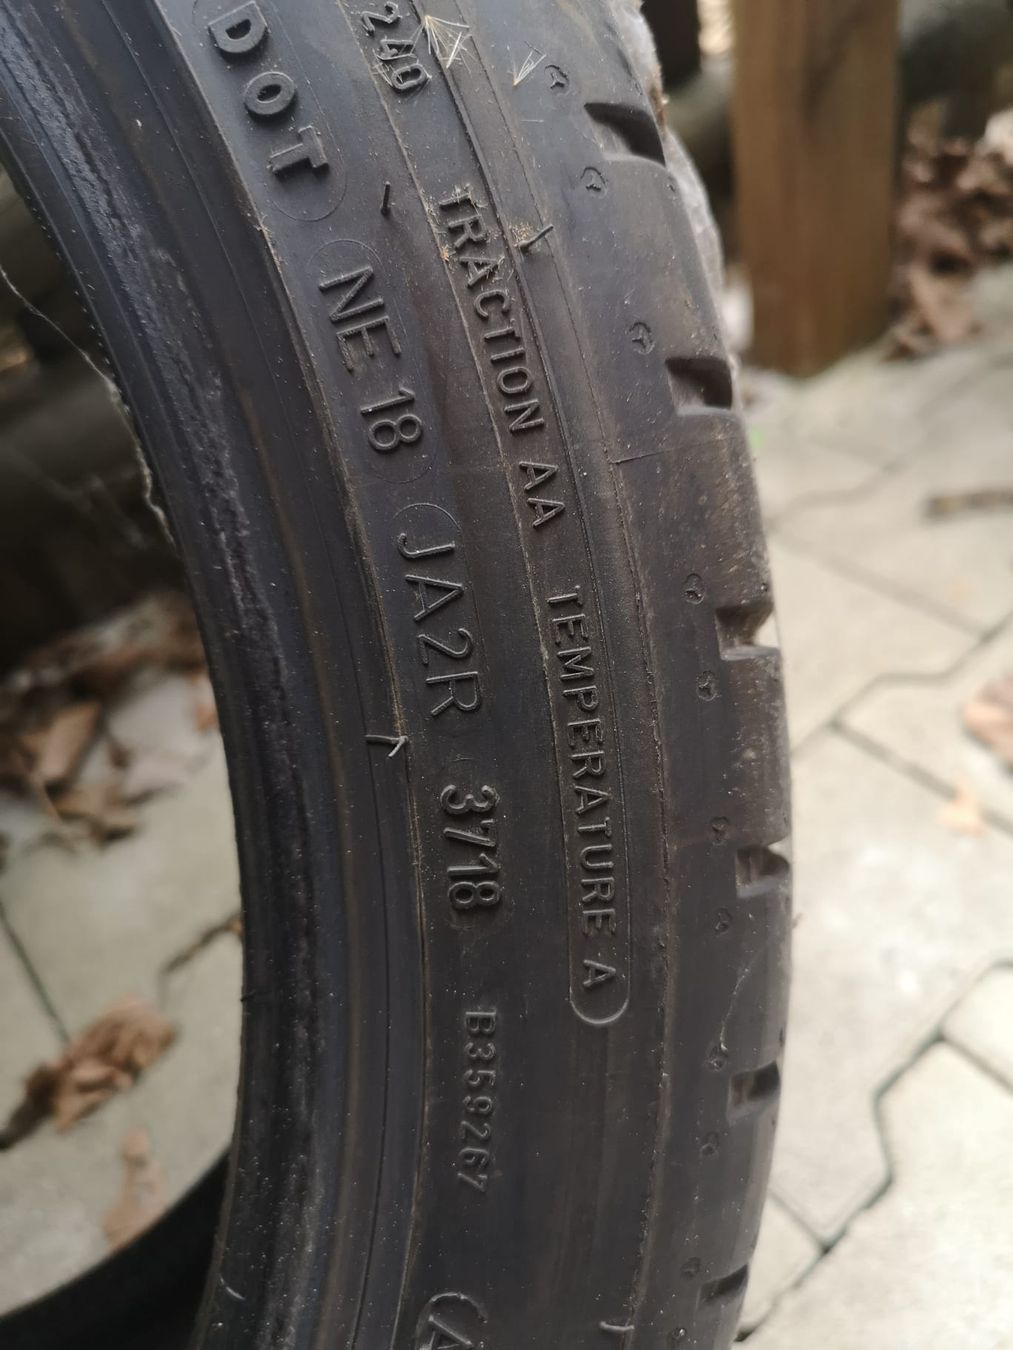 DOT NE 18 JA2R 3718 B359267
240 TRACTION AA TEMPERATURE A